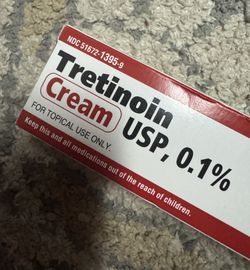 NDC 51672-1395-9
Tretinoin
Cream USP, 0.1%
FOR TOPICAL USE ONLY.
Keep this and all medications out of the reach of children.